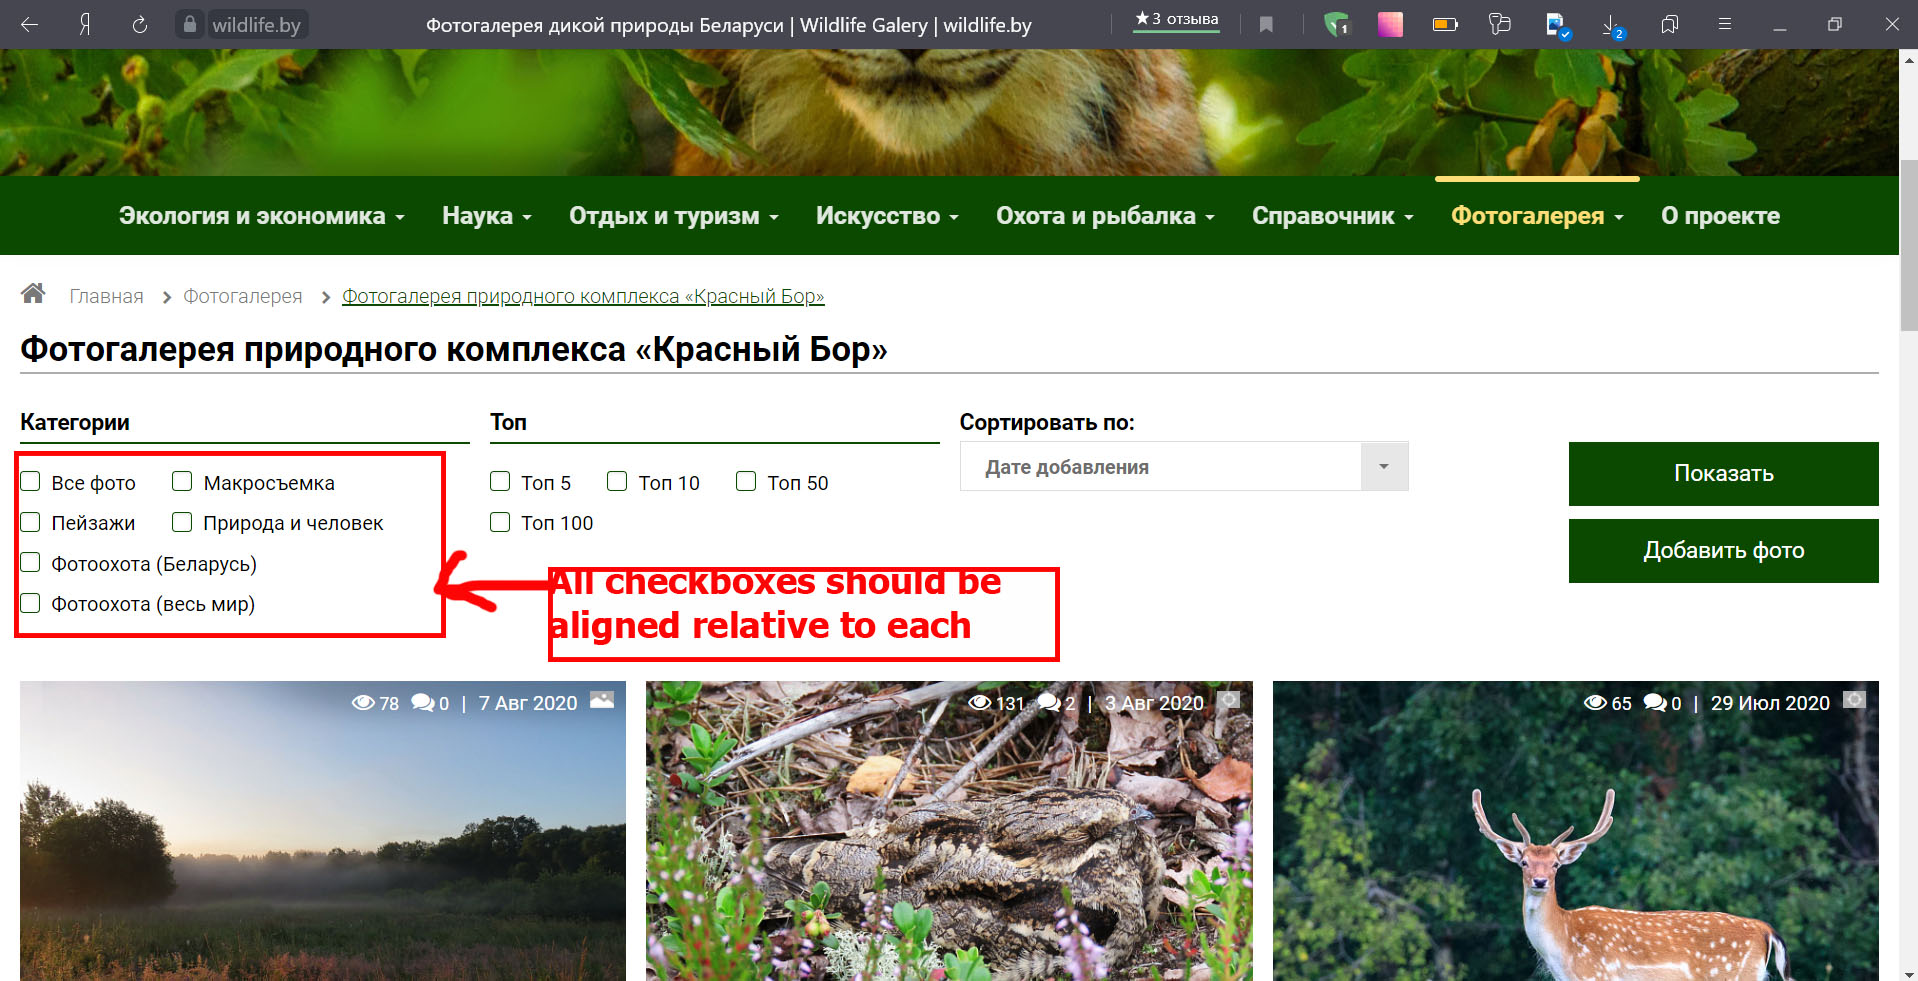 Я wildlife.by Фотогалерея дикой природы Беларуси | Wildlife Galery | wildlife.by ★3 отзыва 1 2
Экология и экономика Наука Отдых и туризм Искусство Охота и рыбалка Справочник Фотогалерея О проекте
Главная Фотогалерея Фотогалерея природного комплекса «Красный Бор»
Фотогалерея природного комплекса «Красный Бор»
Категории Топ Сортировать по:
Все фото Макросъемка Топ 5 Топ 10 Топ 50 Дате добавления Показать
Пейзажи Природа и человек Топ 100
Добавить фото
Фотоохота (Беларусь)
Фотоохота (весь мир)
All checkboxes should be
aligned relative to each
78 0 | 7 Авг 2020 131 2 | 3 Авг 2020 65 0 | 29 Июл 2020